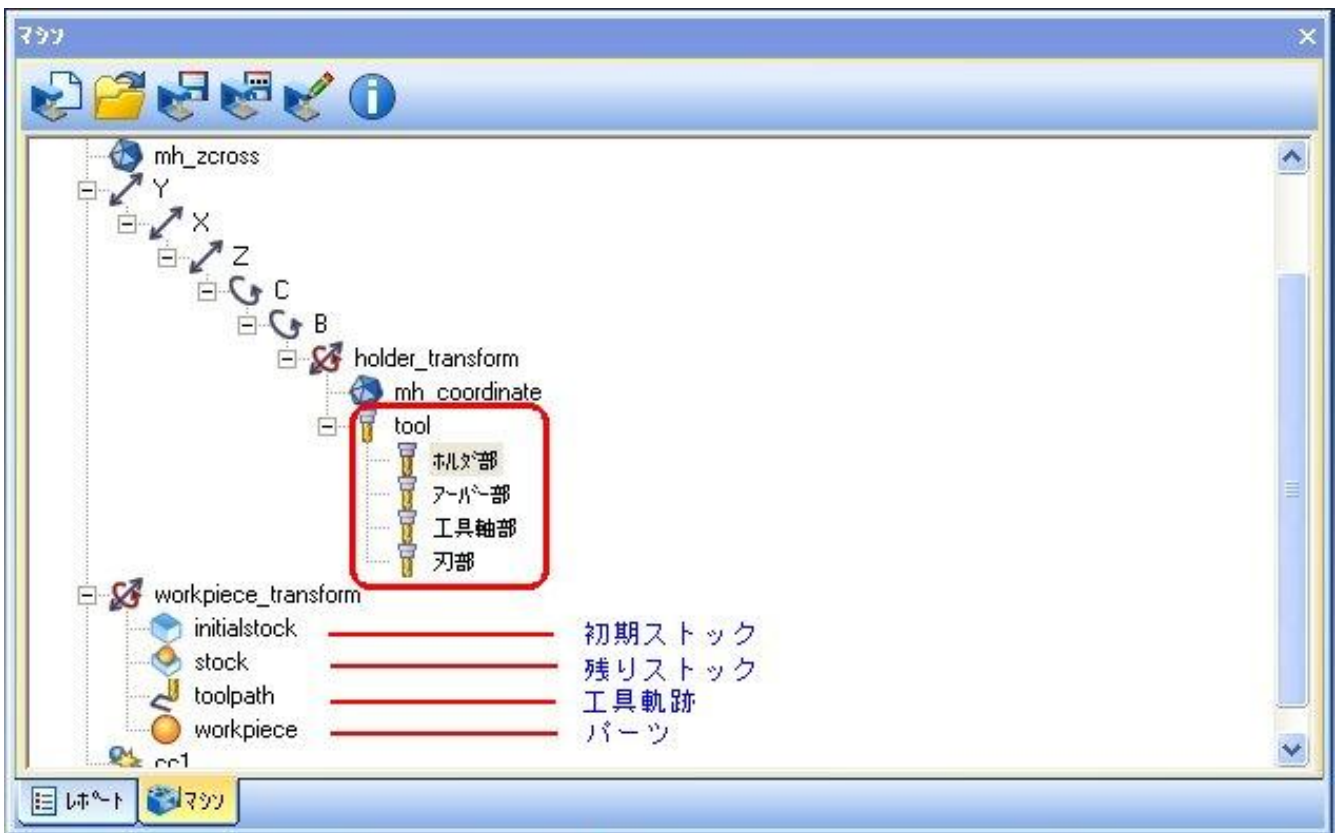 マシン
mh_zcross
Y
X
Z
C
B
holder_transform
mh_coordinate
tool
ホルダ部
アーバー部
工具軸部
刃部
workpiece_transform
initialstock 初期ストック
stock 残りストック
toolpath 工具軌跡
workpiece パーツ
cc1
レポート マシン